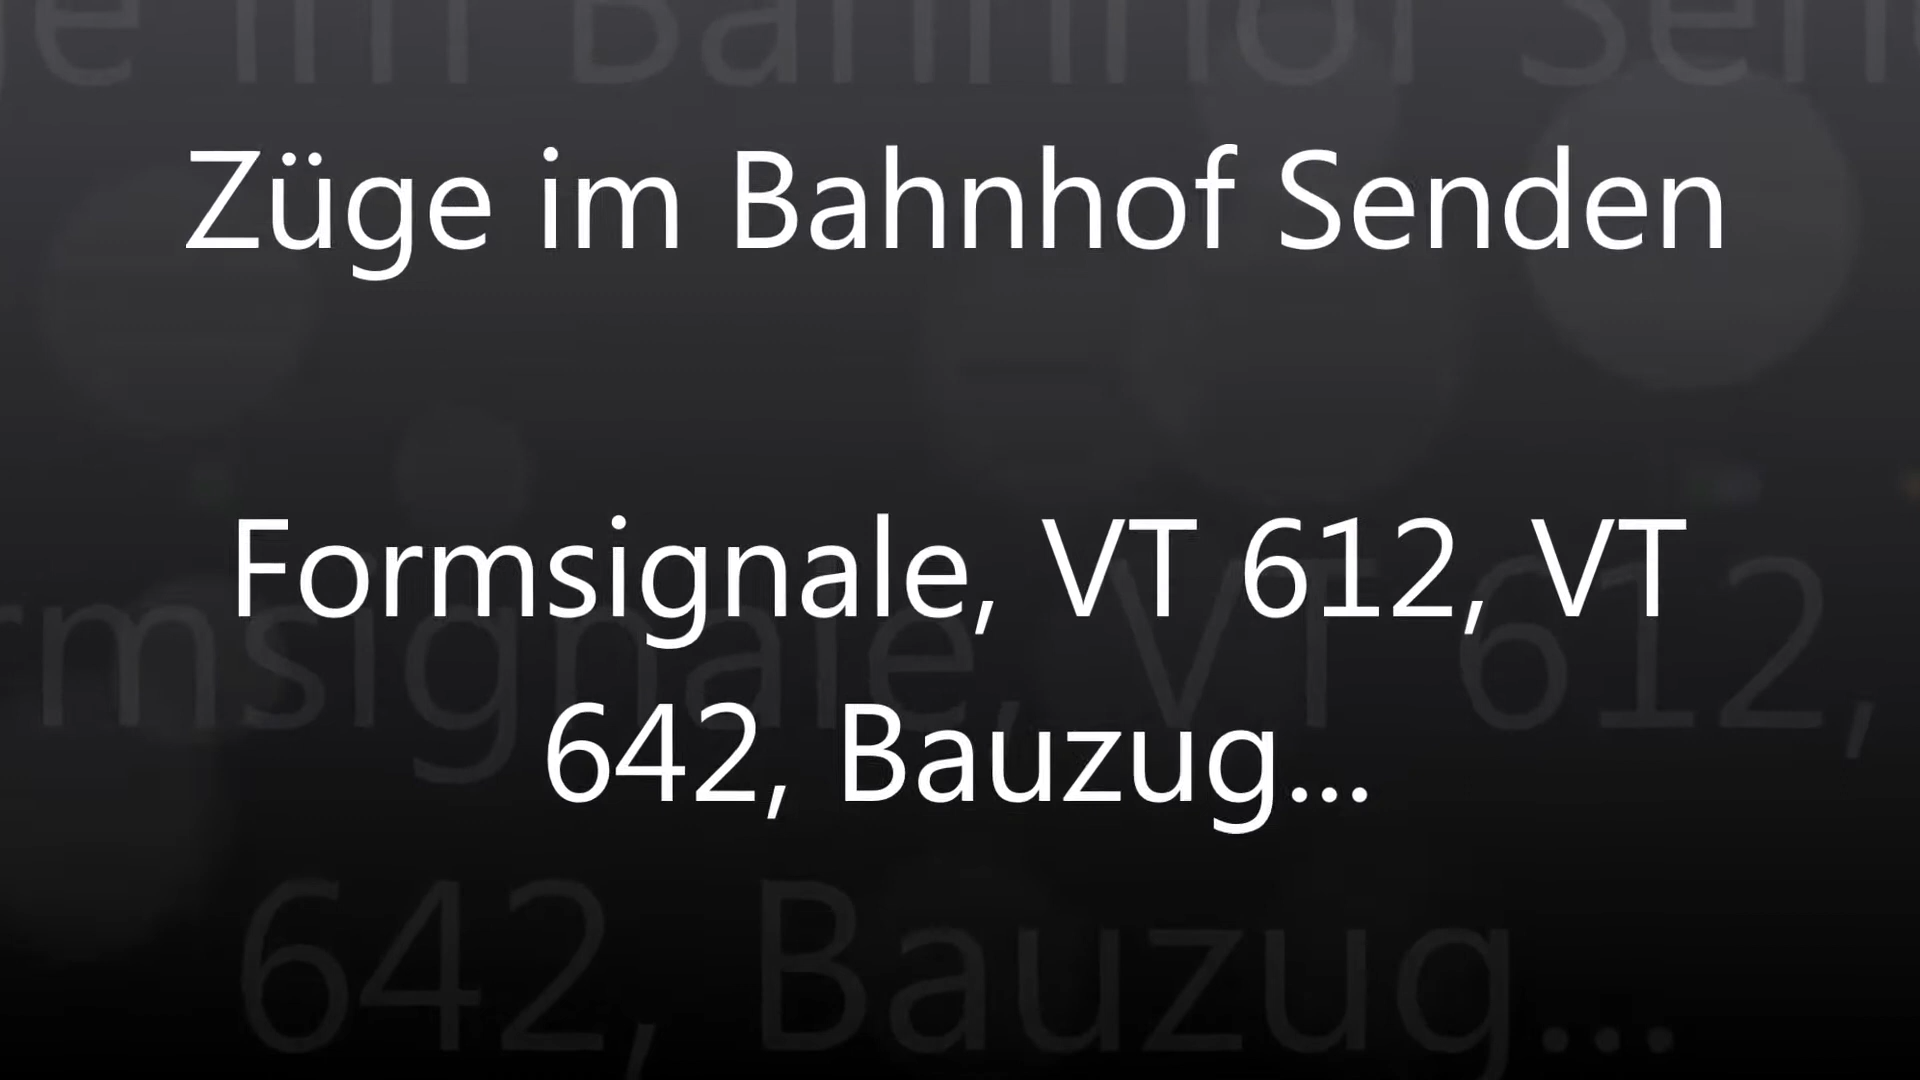 Züge im Bahnhof Senden
Formsignale, VT 612, VT
642, Bauzug...